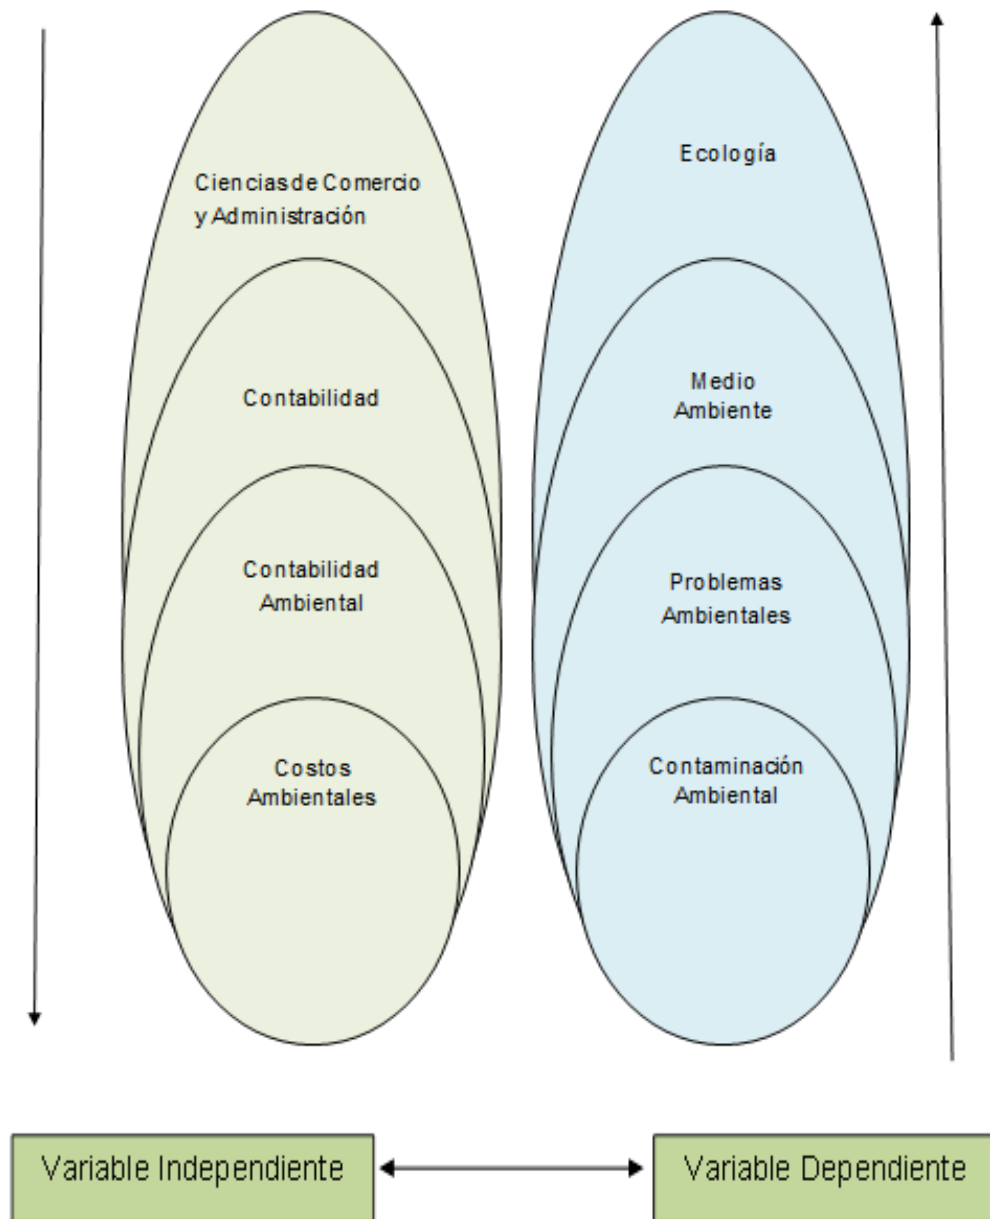 Ciencias de Comercio
y Administración
Contabilidad
Contabilidad
Ambiental
Costos
Ambientales
Ecología
Medio
Ambiente
Problemas
Ambientales
Contaminación
Ambiental
Variable Independiente
Variable Dependiente